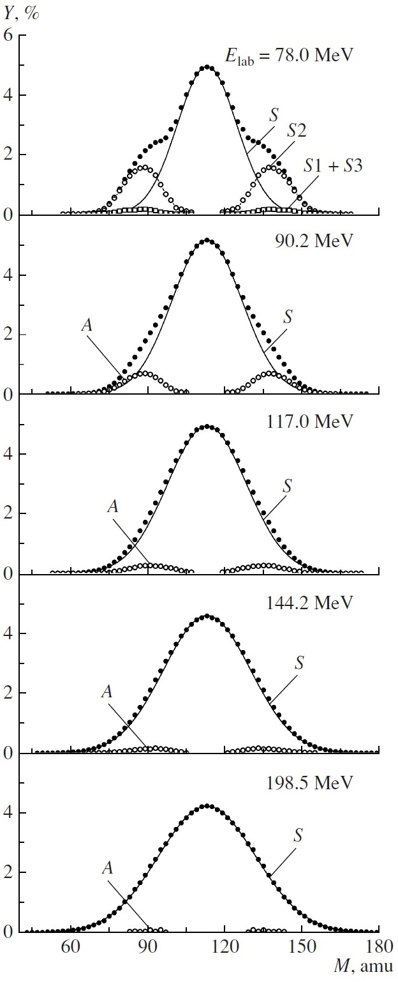 Y, %
6
E_lab = 78.0 MeV
4
S
S2
2
S1 + S3
0
90.2 MeV
4
A
S
2
0
117.0 MeV
4
S
A
2
0
144.2 MeV
4
S
A
2
0
198.5 MeV
4
S
A
2
0
60 90 120 150 180
M, amu